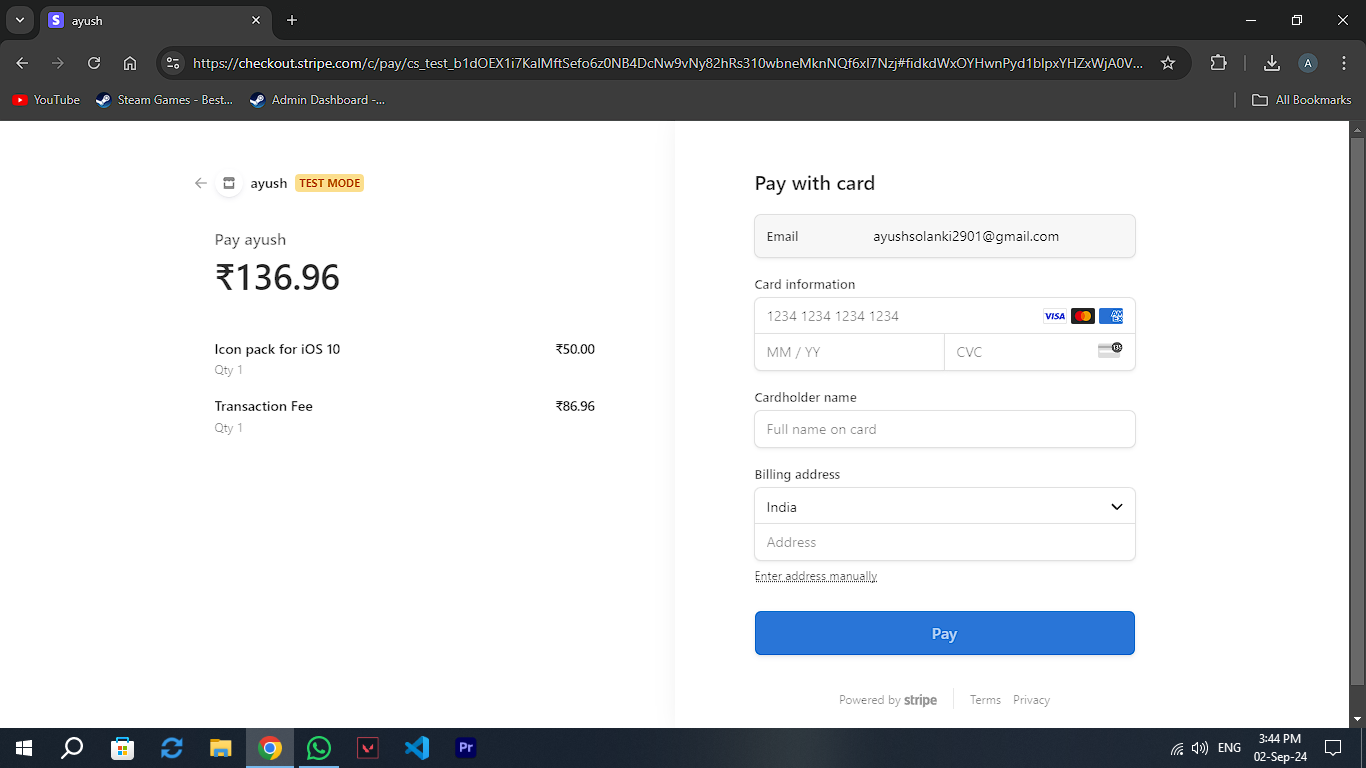 ayush
https://checkout.stripe.com/c/pay/cs_test_b1dOEX1i7KaIMftSefo6z0NB4DcNw9vNy82hRs310wbneMknNQf6xI7Nzj#fidkdWxOYHwnPyd1blpxYHZxWjA0V...
A
YouTube
Steam Games - Best...
Admin Dashboard -...
All Bookmarks
ayush TEST MODE
Pay ayush
₹136.96
Icon pack for iOS 10 ₹50.00
Qty 1
Transaction Fee ₹86.96
Qty 1
Pay with card
Email ayushsolanki2901@gmail.com
Card information
1234 1234 1234 1234 VISA AMEX
MM / YY CVC 135
Cardholder name
Full name on card
Billing address
India
Address
Enter address manually
Pay
Powered by stripe Terms Privacy
Pr
ENG
3:44 PM
02-Sep-24